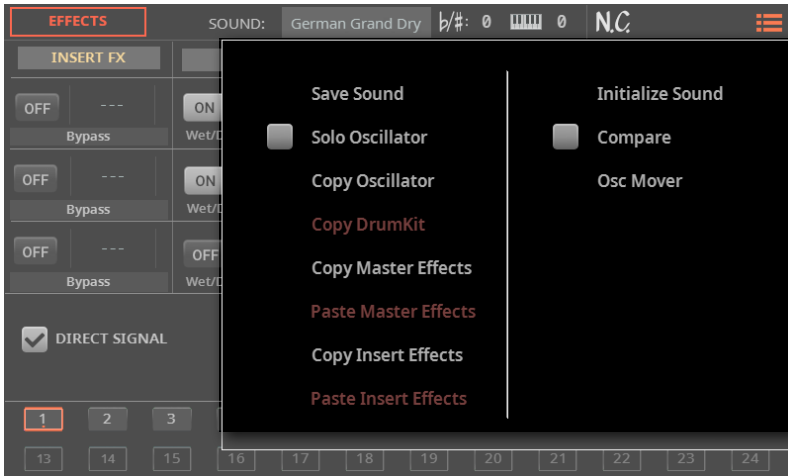 EFFECTS SOUND: German Grand Dry b/#: 0 0 N.C.
INSERT FX
OFF --- ON
Bypass Wet/D
OFF --- ON
Bypass Wet/D
OFF --- OFF
Bypass Wet/D
DIRECT SIGNAL
Save Sound
Solo Oscillator
Copy Oscillator
Copy DrumKit
Copy Master Effects
Paste Master Effects
Copy Insert Effects
Paste Insert Effects
Initialize Sound
Compare
Osc Mover
1 2 3
13 14 15 16 17 18 19 20 21 22 23 24